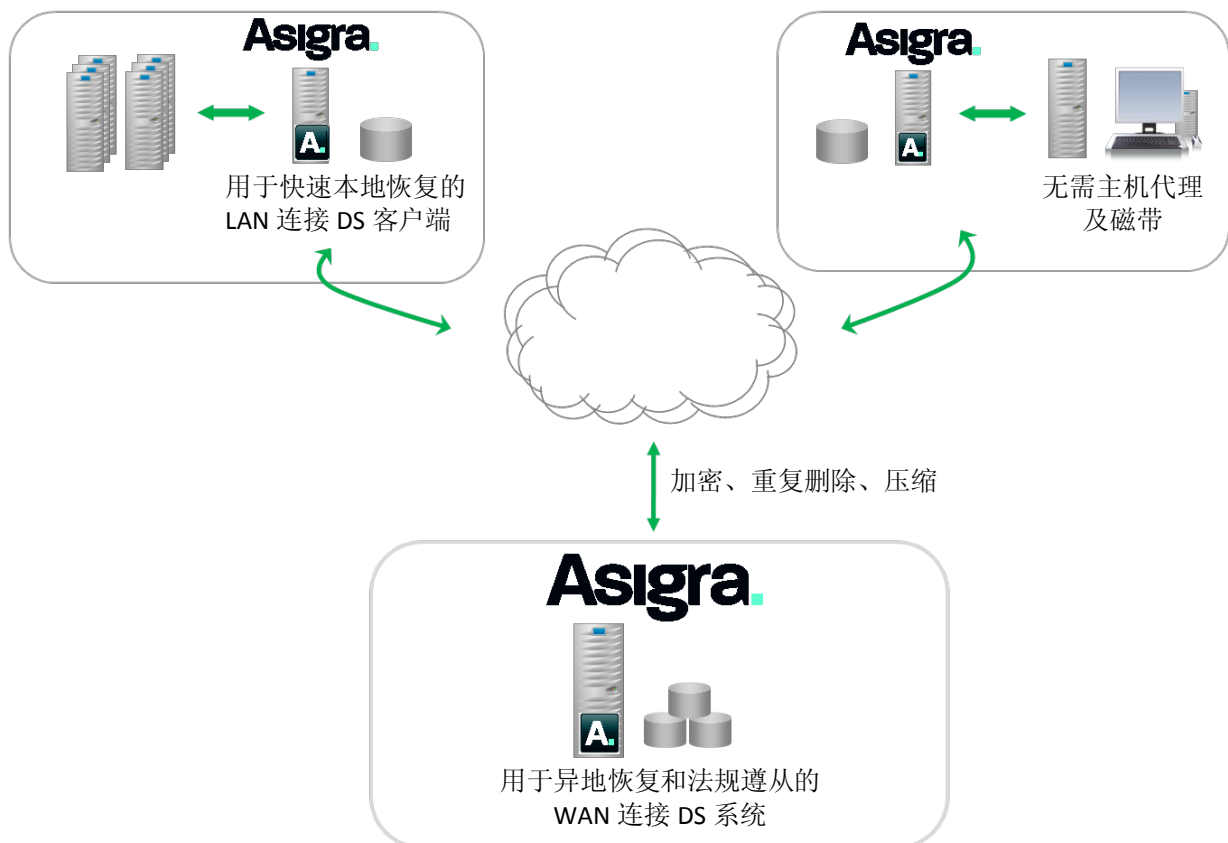 Asigra.
A.
用于快速本地恢复的
LAN 连接 DS 客户端
Asigra.
A.
无需主机代理
及磁带
加密、重复删除、压缩
Asigra.
A.
用于异地恢复和法规遵从的
WAN 连接 DS 系统